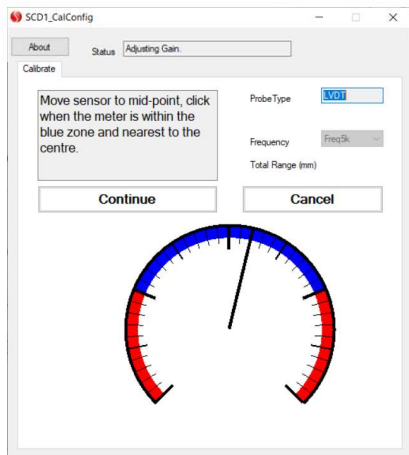 SCD1_CalConfig
About
Status
Adjusting Gain.
Calibrate
Move sensor to mid-point, click
when the meter is within the
blue zone and nearest to the
centre.
ProbeType
LVDT
Frequency
Freq5k
Total Range (mm)
Continue
Cancel